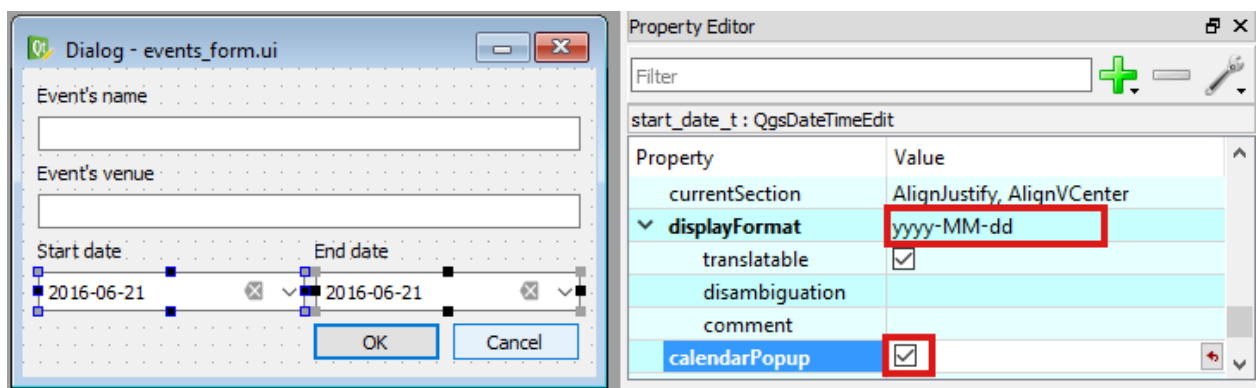 Dialog - events_form.ui
Event's name
Event's venue
Start date End date
2016-06-21 2016-06-21
OK Cancel
Property Editor
Filter
start_date_t : QgsDateTimeEdit
Property Value
currentSection AlignJustify, AlignVCenter
displayFormat yyyy-MM-dd
translatable
disambiguation
comment
calendarPopup